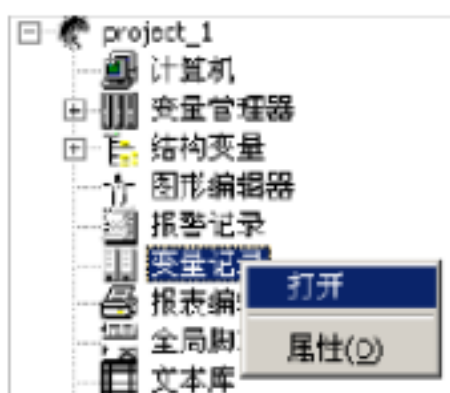 project_1
计算机
变量管理器
结构变量
图形编辑器
报警记录
变量记
打开
报表编
全局脚
属性(D)
文本库